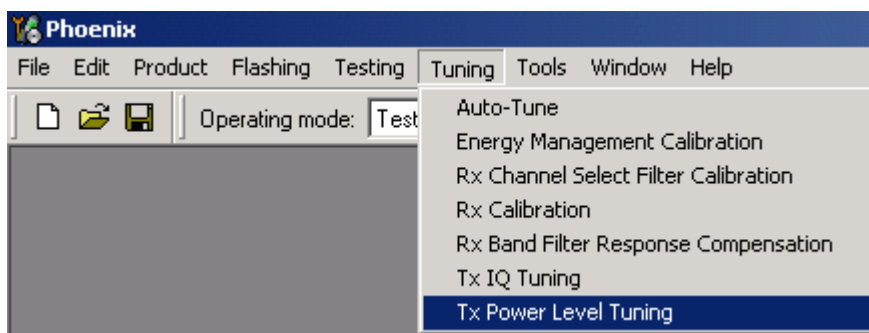 Phoenix
File Edit Product Flashing Testing Tuning Tools Window Help
Operating mode: Test
Auto-Tune
Energy Management Calibration
Rx Channel Select Filter Calibration
Rx Calibration
Rx Band Filter Response Compensation
Tx IQ Tuning
Tx Power Level Tuning